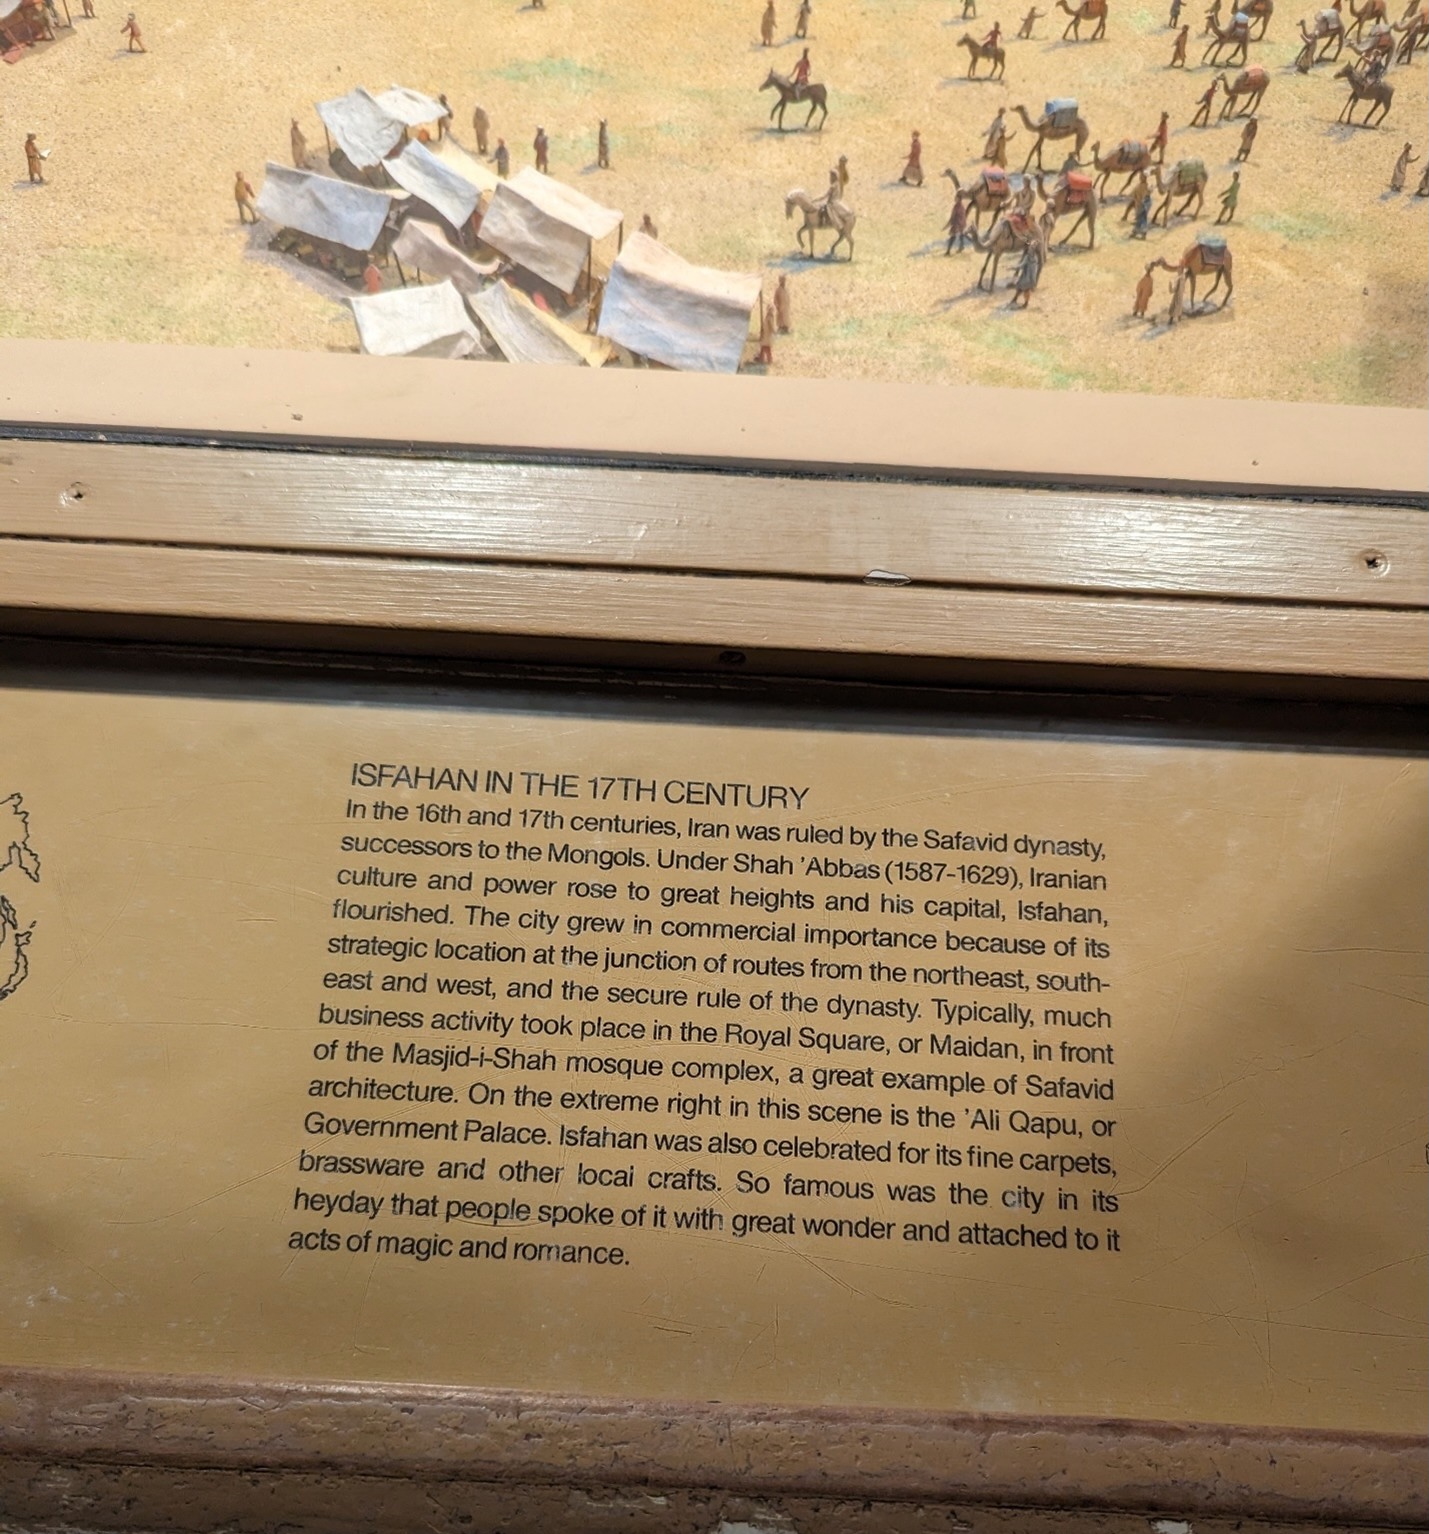 ISFAHAN IN THE 17TH CENTURY
In the 16th and 17th centuries, Iran was ruled by the Safavid dynasty,
successors to the Mongols. Under Shah 'Abbas (1587-1629), Iranian
culture and power rose to great heights and his capital, Isfahan,
flourished. The city grew in commercial importance because of its
strategic location at the junction of routes from the northeast, south-
east and west, and the secure rule of the dynasty. Typically, much
business activity took place in the Royal Square, or Maidan, in front
of the Masjid-i-Shah mosque complex, a great example of Safavid
architecture. On the extreme right in this scene is the 'Ali Qapu, or
Government Palace. Isfahan was also celebrated for its fine carpets,
brassware and other local crafts. So famous was the city in its
heyday that people spoke of it with great wonder and attached to it
acts of magic and romance.